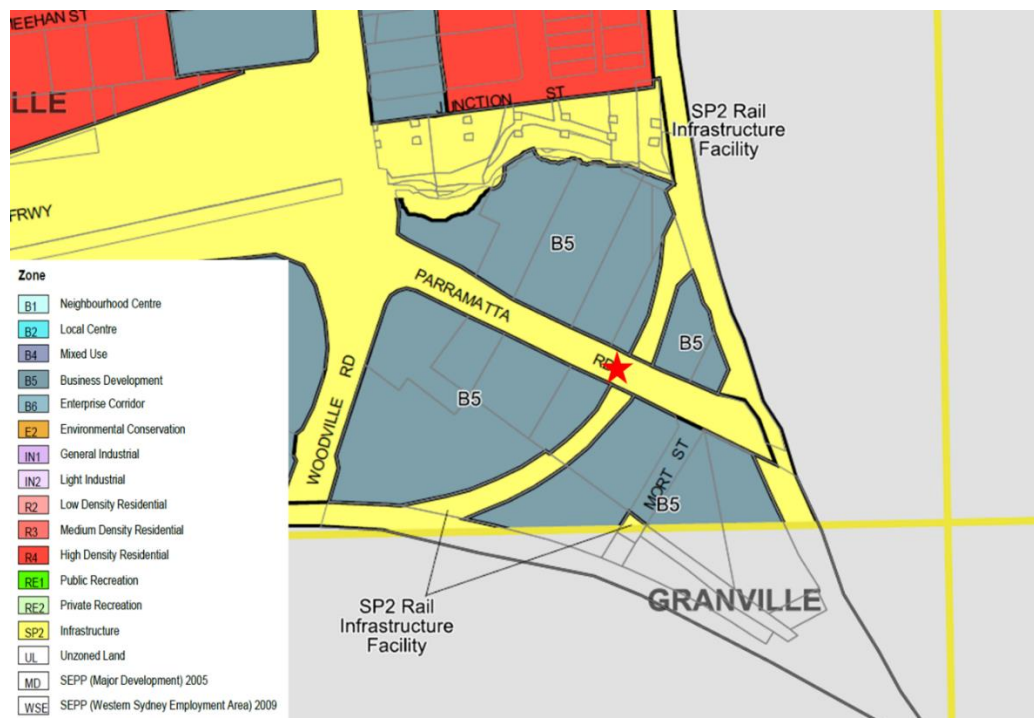 MEEHAN ST
LLE
JUNCTION ST
SP2 Rail
Infrastructure
Facility
FRWY
B5
PARRAMATTA
RD
B5
WOODVILLE RD
B5
MORT ST
B5
SP2 Rail
Infrastructure
Facility
GRANVILLE
Zone
B1 Neighbourhood Centre
B2 Local Centre
B4 Mixed Use
B5 Business Development
B6 Enterprise Corridor
E2 Environmental Conservation
IN1 General Industrial
IN2 Light Industrial
R2 Low Density Residential
R3 Medium Density Residential
R4 High Density Residential
RE1 Public Recreation
RE2 Private Recreation
SP2 Infrastructure
UL Unzoned Land
MD SEPP (Major Development) 2005
WSE SEPP (Western Sydney Employment Area) 2009